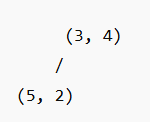 (3, 4)
/
(5, 2)